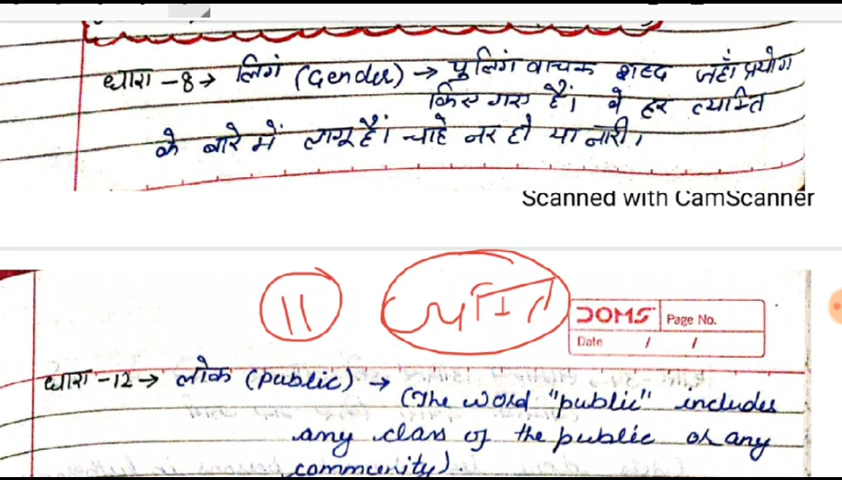 धारा -8→ लिगं (Gender) → पुलिगं वाचक शब्द जहाँ प्रयोग
किए गए हैं। वे हर व्यक्ति
के बारे में लागू हैं। चाहे नर हो या नारी।
Scanned with CamScanner
11 व्यक्ति
DOMS Page No.
Date / /
धारा -12→ लोक (public) →
(The word "public" includes
any class of the public or any
community).